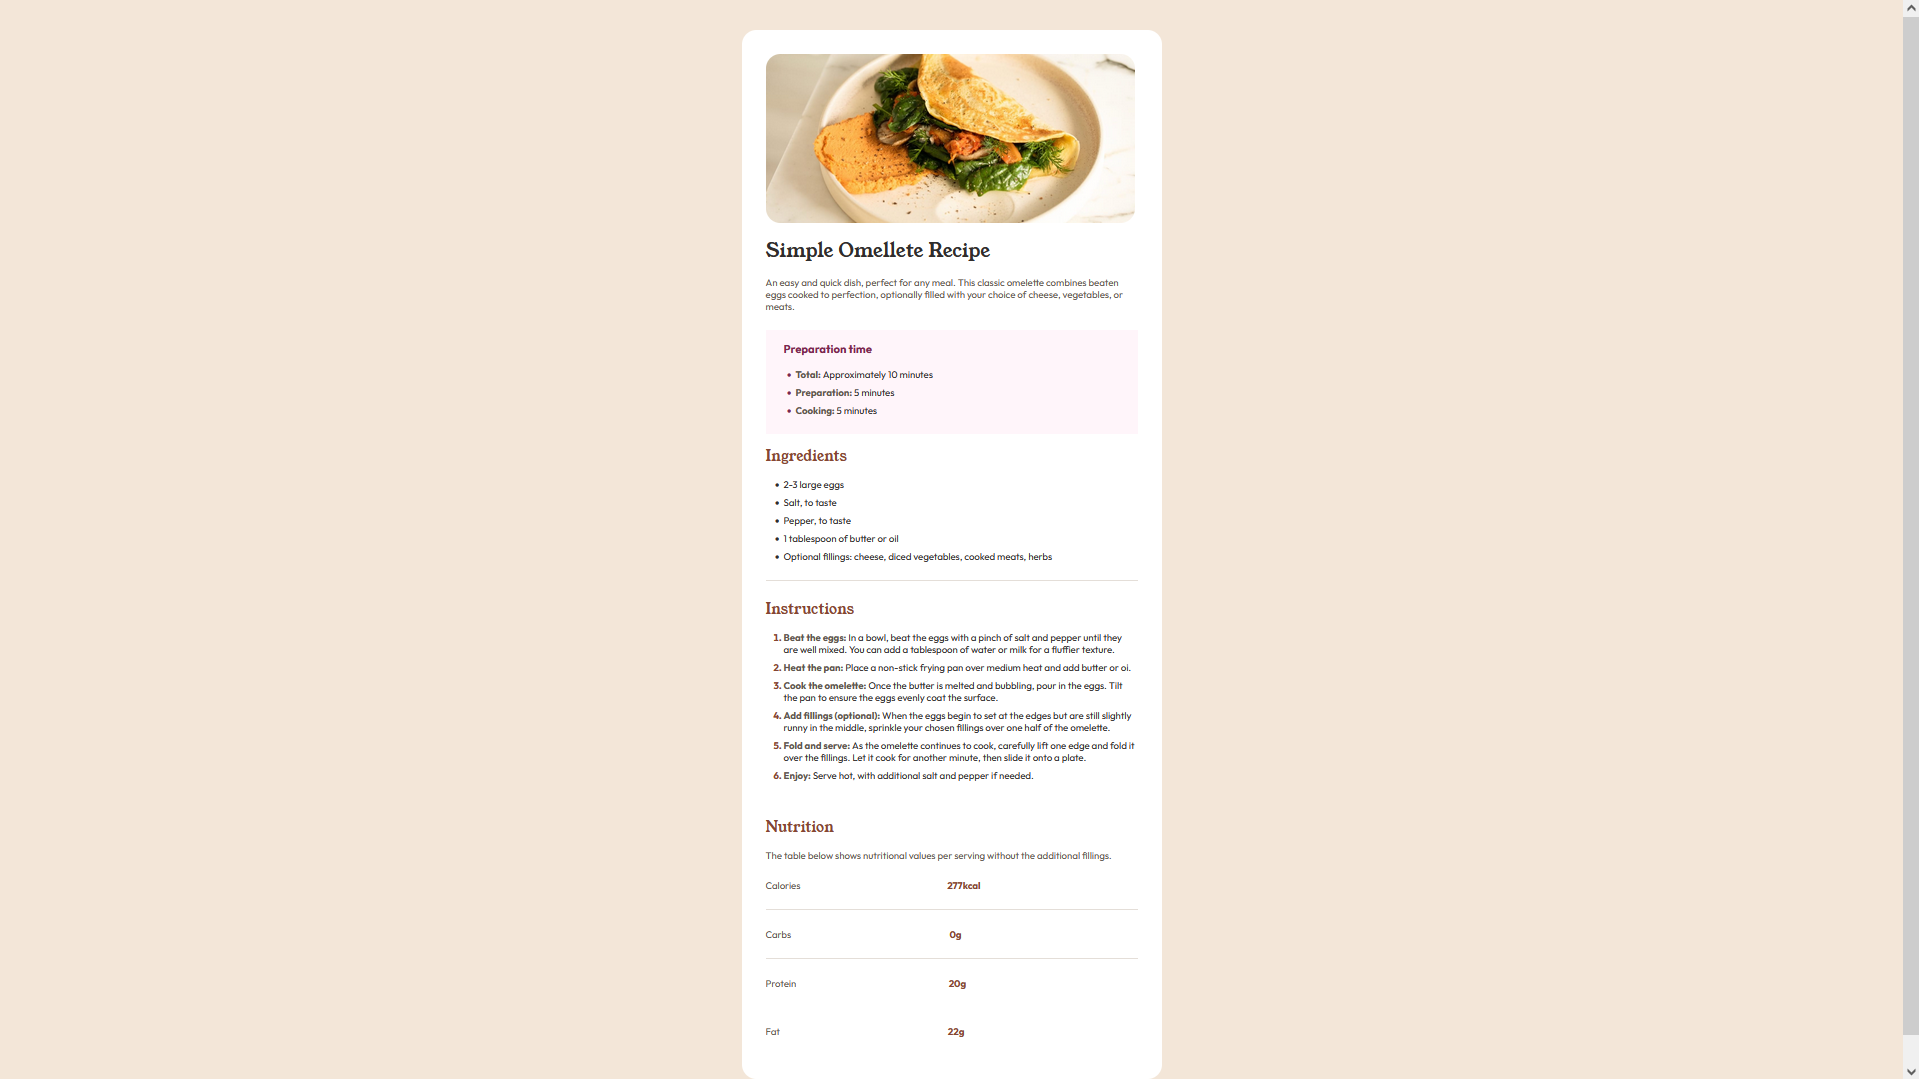 Simple Omellete Recipe
An easy and quick dish, perfect for any meal. This classic omelette combines beaten
eggs cooked to perfection, optionally filled with your choice of cheese, vegetables, or
meats.
Preparation time
• Total: Approximately 10 minutes
• Preparation: 5 minutes
• Cooking: 5 minutes
Ingredients
• 2-3 large eggs
• Salt, to taste
• Pepper, to taste
• 1 tablespoon of butter or oil
• Optional fillings: cheese, diced vegetables, cooked meats, herbs
Instructions
1. Beat the eggs: In a bowl, beat the eggs with a pinch of salt and pepper until they
are well mixed. You can add a tablespoon of water or milk for a fluffier texture.
2. Heat the pan: Place a non-stick frying pan over medium heat and add butter or oi.
3. Cook the omelette: Once the butter is melted and bubbling, pour in the eggs. Tilt
the pan to ensure the eggs evenly coat the surface.
4. Add fillings (optional): When the eggs begin to set at the edges but are still slightly
runny in the middle, sprinkle your chosen fillings over one half of the omelette.
5. Fold and serve: As the omelette continues to cook, carefully lift one edge and fold it
over the fillings. Let it cook for another minute, then slide it onto a plate.
6. Enjoy: Serve hot, with additional salt and pepper if needed.
Nutrition
The table below shows nutritional values per serving without the additional fillings.
Calories 277kcal
Carbs 0g
Protein 20g
Fat 22g